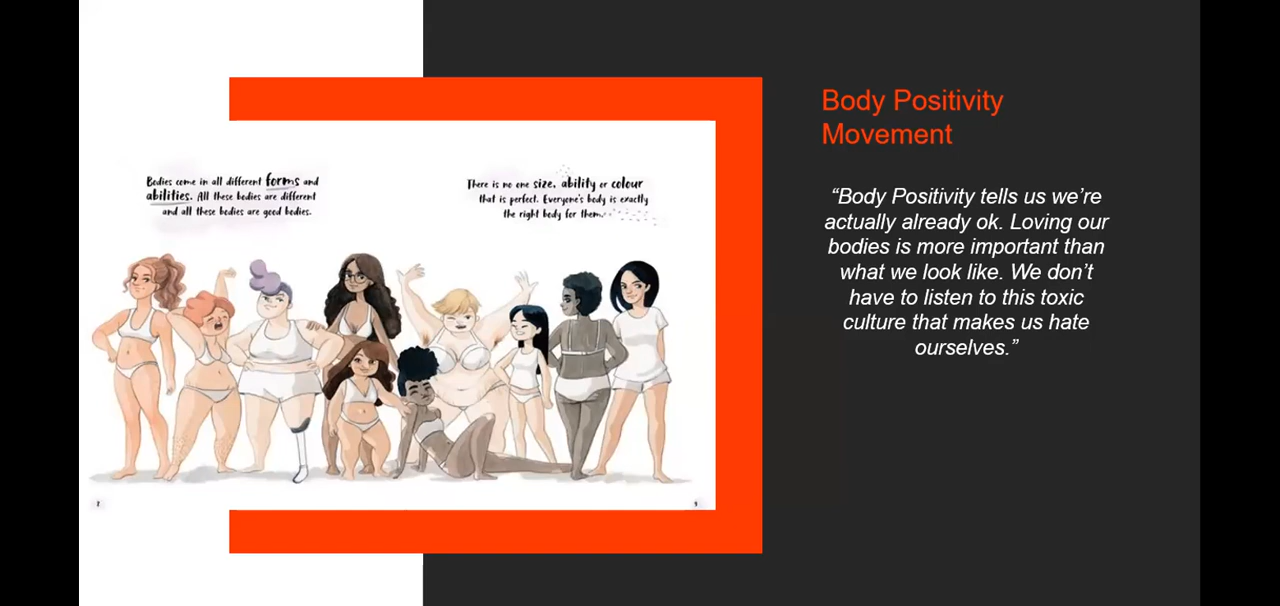 Bodies come in all different forms and
abilities. All these bodies are different
and all these bodies are good bodies.
There is no one size, ability or colour
that is perfect. Everyone's body is exactly
the right body for them.
Body Positivity
Movement
“Body Positivity tells us we’re
actually already ok. Loving our
bodies is more important than
what we look like. We don’t
have to listen to this toxic
culture that makes us hate
ourselves.”